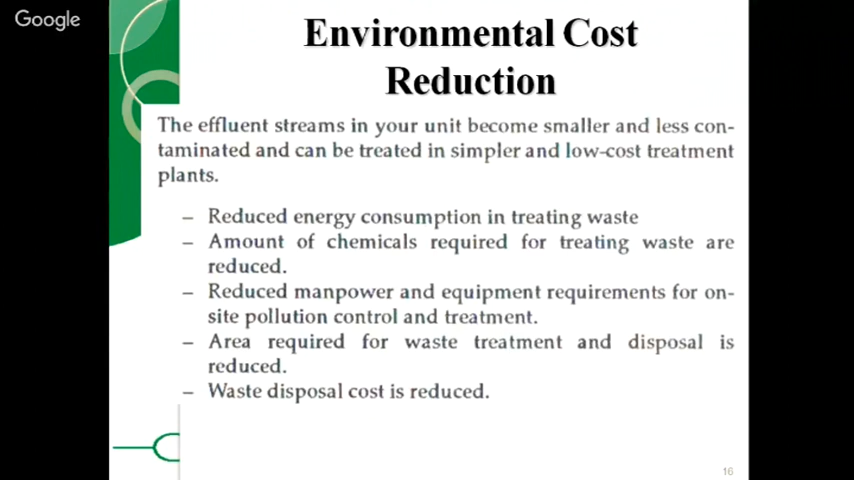 Google
Environmental Cost
Reduction
The effluent streams in your unit become smaller and less con-
taminated and can be treated in simpler and low-cost treatment
plants.
– Reduced energy consumption in treating waste
– Amount of chemicals required for treating waste are
reduced.
– Reduced manpower and equipment requirements for on-
site pollution control and treatment.
– Area required for waste treatment and disposal is
reduced.
– Waste disposal cost is reduced.
16